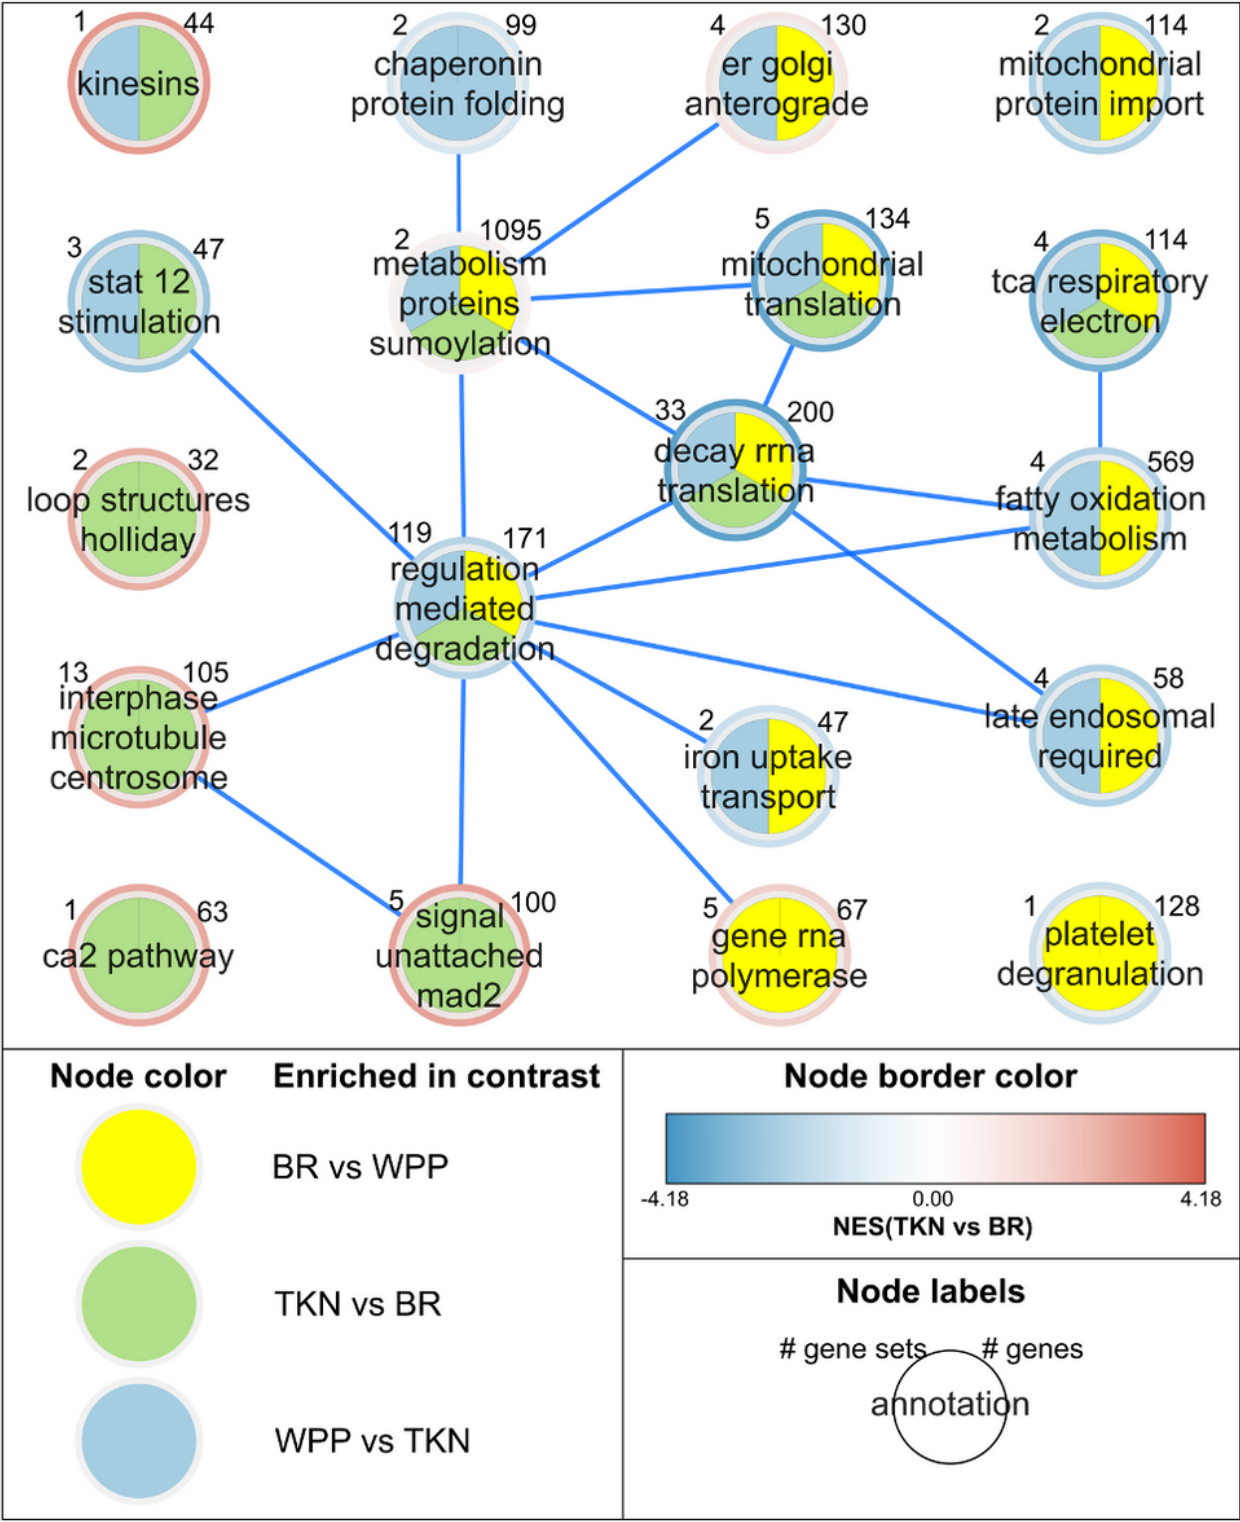 1 44
kinesins
2 99
chaperonin
protein folding
4 130
er golgi
anterograde
2 114
mitochondrial
protein import
3 47
stat 12
stimulation
2 1095
metabolism
proteins
sumoylation
5 134
mitochondrial
translation
4 114
tca respiratory
electron
2 32
loop structures
holliday
33 200
decay rrna
translation
4 569
fatty oxidation
metabolism
119 171
regulation
mediated
degradation
13 105
interphase
microtubule
centrosome
2 47
iron uptake
transport
4 58
late endosomal
required
1 63
ca2 pathway
5 100
signal
unattached
mad2
5 67
gene rna
polymerase
1 128
platelet
degranulation
Node color Enriched in contrast
BR vs WPP
TKN vs BR
WPP vs TKN
Node border color
-4.18 0.00 4.18
NES(TKN vs BR)
Node labels
# gene sets # genes
annotation